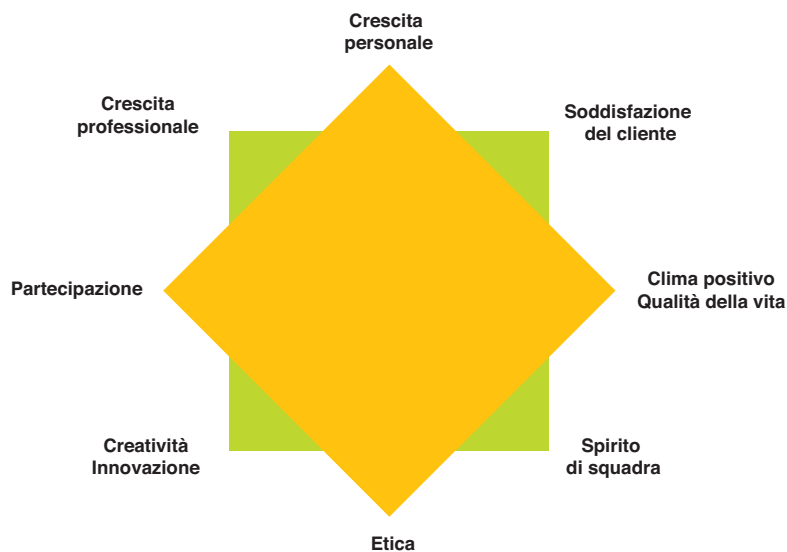 Crescita
personale
Crescita
professionale
Soddisfazione
del cliente
Partecipazione
Clima positivo
Qualità della vita
Creatività
Innovazione
Spirito
di squadra
Etica